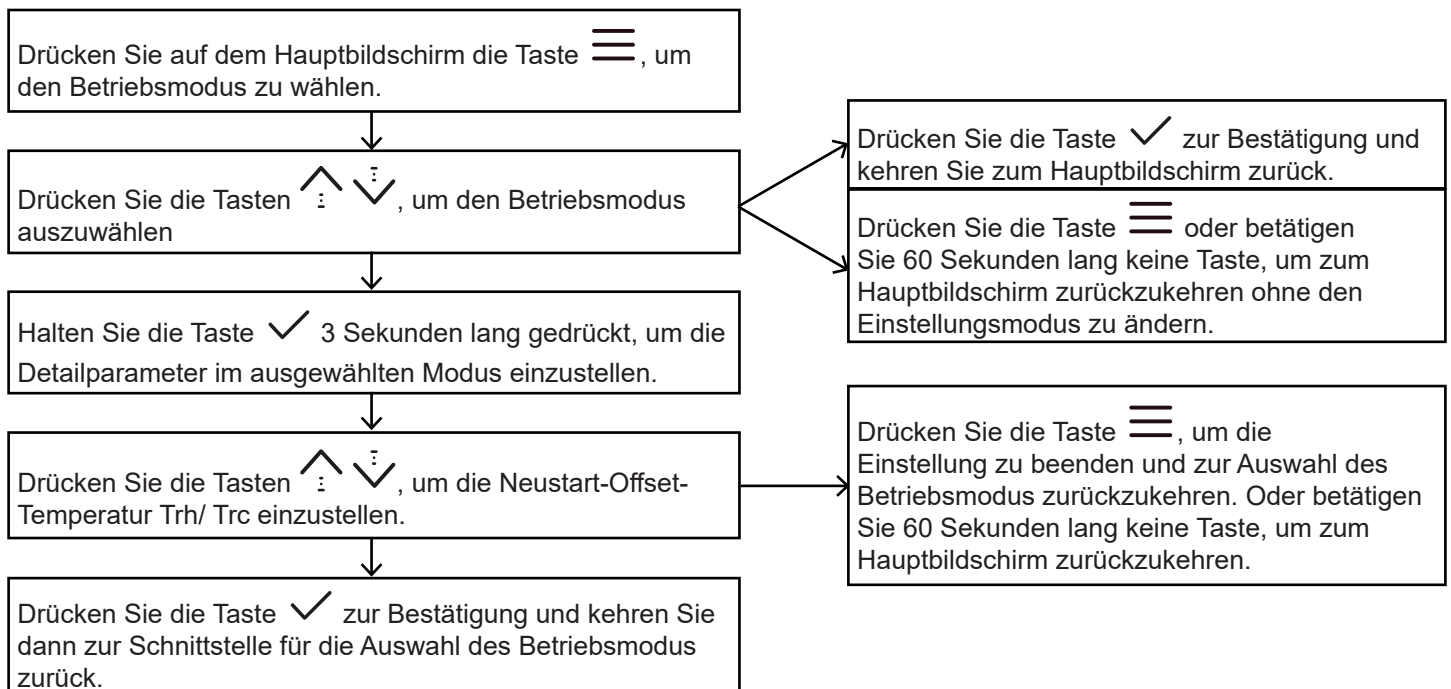 Drücken Sie auf dem Hauptbildschirm die Taste , um
den Betriebsmodus zu wählen.
Drücken Sie die Tasten , um den Betriebsmodus
auszuwählen
Drücken Sie die Taste zur Bestätigung und
kehren Sie zum Hauptbildschirm zurück.
Drücken Sie die Taste oder betätigen
Sie 60 Sekunden lang keine Taste, um zum
Hauptbildschirm zurückzukehren ohne den
Einstellungsmodus zu ändern.
Halten Sie die Taste 3 Sekunden lang gedrückt, um die
Detailparameter im ausgewählten Modus einzustellen.
Drücken Sie die Tasten , um die Neustart-Offset-
Temperatur Trh/ Trc einzustellen.
Drücken Sie die Taste , um die
Einstellung zu beenden und zur Auswahl des
Betriebsmodus zurückzukehren. Oder betätigen
Sie 60 Sekunden lang keine Taste, um zum
Hauptbildschirm zurückzukehren.
Drücken Sie die Taste zur Bestätigung und kehren Sie
dann zur Schnittstelle für die Auswahl des Betriebsmodus
zurück.